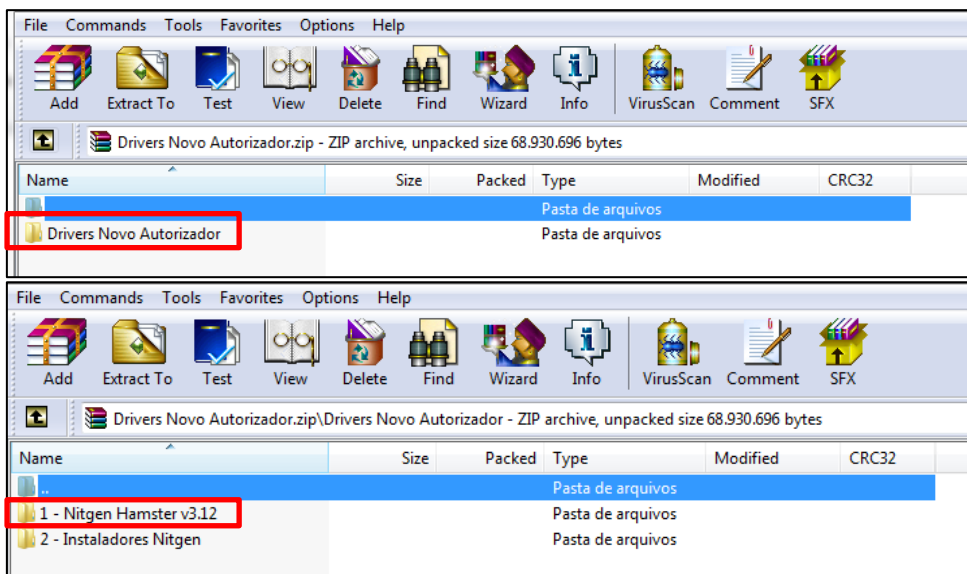 File Commands Tools Favorites Options Help
Add Extract To Test View Delete Find Wizard Info VirusScan Comment SFX
Drivers Novo Autorizador.zip - ZIP archive, unpacked size 68.930.696 bytes
Name Size Packed Type Modified CRC32
Pasta de arquivos
Drivers Novo Autorizador Pasta de arquivos
File Commands Tools Favorites Options Help
Add Extract To Test View Delete Find Wizard Info VirusScan Comment SFX
Drivers Novo Autorizador.zip\Drivers Novo Autorizador - ZIP archive, unpacked size 68.930.696 bytes
Name Size Packed Type Modified CRC32
.. Pasta de arquivos
1 - Nitgen Hamster v3.12 Pasta de arquivos
2 - Instaladores Nitgen Pasta de arquivos